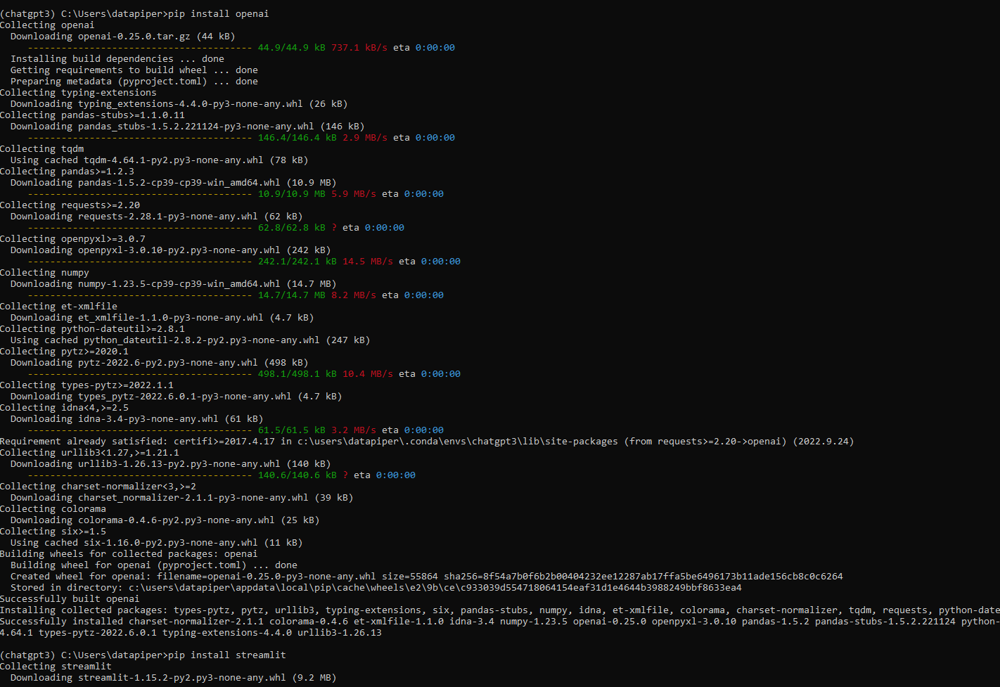 (chatgpt3) C:\Users\datapiper>pip install openai
Collecting openai
  Downloading openai-0.25.0.tar.gz (44 kB)
     ---------------------------------------- 44.9/44.9 kB 737.1 kB/s eta 0:00:00
  Installing build dependencies ... done
  Getting requirements to build wheel ... done
  Preparing metadata (pyproject.toml) ... done
Collecting typing-extensions
  Downloading typing_extensions-4.4.0-py3-none-any.whl (26 kB)
Collecting pandas-stubs>=1.1.0.11
  Downloading pandas_stubs-1.5.2.221124-py3-none-any.whl (146 kB)
     ---------------------------------------- 146.4/146.4 kB 2.9 MB/s eta 0:00:00
Collecting tqdm
  Using cached tqdm-4.64.1-py2.py3-none-any.whl (78 kB)
Collecting pandas>=1.2.3
  Downloading pandas-1.5.2-cp39-cp39-win_amd64.whl (10.9 MB)
     ---------------------------------------- 10.9/10.9 MB 5.9 MB/s eta 0:00:00
Collecting requests>=2.20
  Downloading requests-2.28.1-py3-none-any.whl (62 kB)
     ---------------------------------------- 62.8/62.8 kB ? eta 0:00:00
Collecting openpyxl>=3.0.7
  Downloading openpyxl-3.0.10-py2.py3-none-any.whl (242 kB)
     ---------------------------------------- 242.1/242.1 kB 14.5 MB/s eta 0:00:00
Collecting numpy
  Downloading numpy-1.23.5-cp39-cp39-win_amd64.whl (14.7 MB)
     ---------------------------------------- 14.7/14.7 MB 8.2 MB/s eta 0:00:00
Collecting et-xmlfile
  Downloading et_xmlfile-1.1.0-py3-none-any.whl (4.7 kB)
Collecting python-dateutil>=2.8.1
  Using cached python_dateutil-2.8.2-py2.py3-none-any.whl (247 kB)
Collecting pytz>=2020.1
  Downloading pytz-2022.6-py2.py3-none-any.whl (498 kB)
     ---------------------------------------- 498.1/498.1 kB 10.4 MB/s eta 0:00:00
Collecting types-pytz>=2022.1.1
  Downloading types_pytz-2022.6.0.1-py3-none-any.whl (4.7 kB)
Collecting idna<4,>=2.5
  Downloading idna-3.4-py3-none-any.whl (61 kB)
     ---------------------------------------- 61.5/61.5 kB 3.2 MB/s eta 0:00:00
Requirement already satisfied: certifi>=2017.4.17 in c:\users\datapiper\.conda\envs\chatgpt3\lib\site-packages (from requests>=2.20->openai) (2022.9.24)
Collecting urllib3<1.27,>=1.21.1
  Downloading urllib3-1.26.13-py2.py3-none-any.whl (140 kB)
     ---------------------------------------- 140.6/140.6 kB ? eta 0:00:00
Collecting charset-normalizer<3,>=2
  Downloading charset_normalizer-2.1.1-py3-none-any.whl (39 kB)
Collecting colorama
  Downloading colorama-0.4.6-py2.py3-none-any.whl (25 kB)
Collecting six>=1.5
  Using cached six-1.16.0-py2.py3-none-any.whl (11 kB)
Building wheels for collected packages: openai
  Building wheel for openai (pyproject.toml) ... done
  Created wheel for openai: filename=openai-0.25.0-py3-none-any.whl size=55864 sha256=8f54a7b0f6b2b00404232ee12287ab17ffa5be6496173b11ade156cb8c0c6264
  Stored in directory: c:\users\datapiper\appdata\local\pip\cache\wheels\e2\9b\ce\c933039d554718064154eaf31d1e4644b3988249bbf8633ea4
Successfully built openai
Installing collected packages: types-pytz, pytz, urllib3, typing-extensions, six, pandas-stubs, numpy, idna, et-xmlfile, colorama, charset-normalizer, tqdm, requests, python-date
Successfully installed charset-normalizer-2.1.1 colorama-0.4.6 et-xmlfile-1.1.0 idna-3.4 numpy-1.23.5 openai-0.25.0 openpyxl-3.0.10 pandas-1.5.2 pandas-stubs-1.5.2.221124 python-
4.64.1 types-pytz-2022.6.0.1 typing-extensions-4.4.0 urllib3-1.26.13
(chatgpt3) C:\Users\datapiper>pip install streamlit
Collecting streamlit
  Downloading streamlit-1.15.2-py2.py3-none-any.whl (9.2 MB)